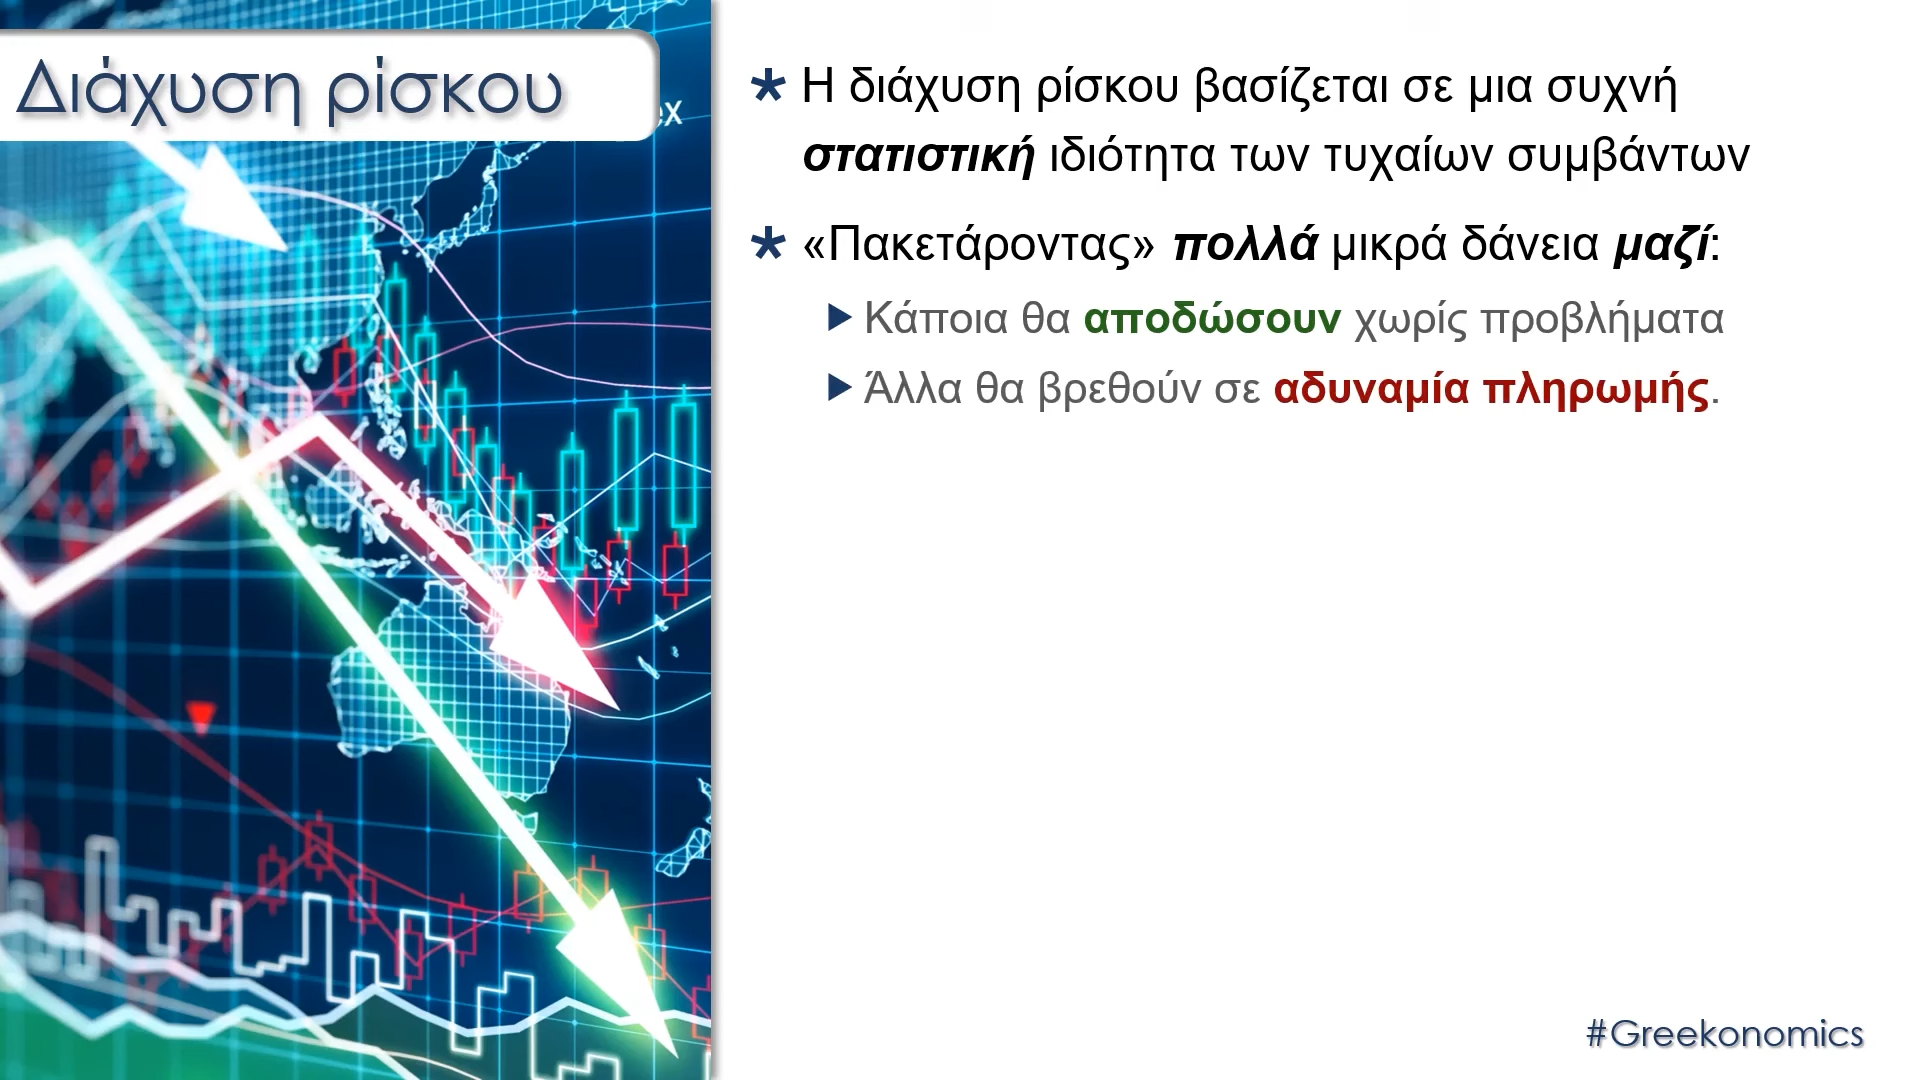 Διάχυση ρίσκου
ex
* Η διάχυση ρίσκου βασίζεται σε μια συχνή
στατιστική ιδιότητα των τυχαίων συμβάντων
* «Πακετάροντας» πολλά μικρά δάνεια μαζί:
Κάποια θα αποδώσουν χωρίς προβλήματα
Άλλα θα βρεθούν σε αδυναμία πληρωμής.
#Greekonomics